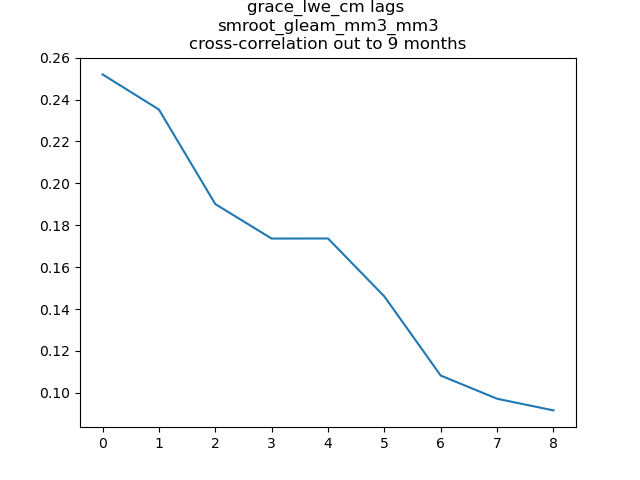 grace_lwe_cm lags
smroot_gleam_mm3_mm3
cross-correlation out to 9 months
0.26
0.24
0.22
0.20
0.18
0.16
0.14
0.12
0.10
0 1 2 3 4 5 6 7 8